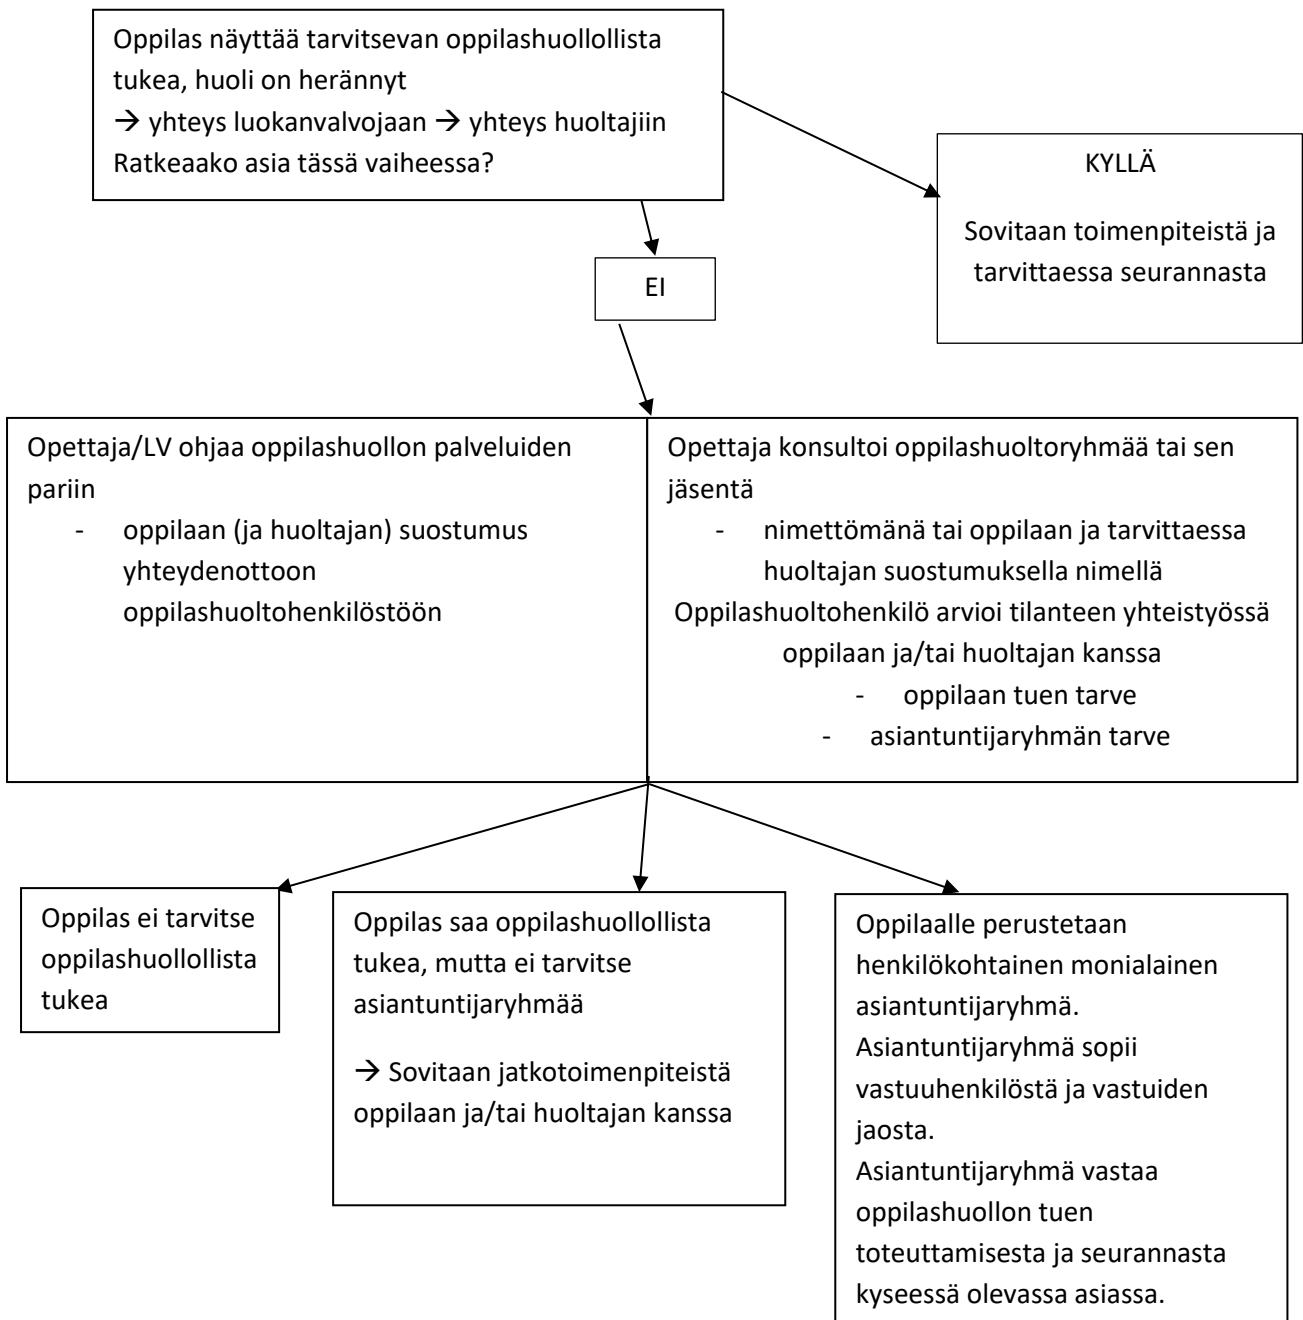 Oppilas näyttää tarvitsevan oppilashuollollista
tukea, huoli on herännyt
→ yhteys luokanvalvojaan → yhteys huoltajiin
Ratkeaako asia tässä vaiheessa?
KYLLÄ
Sovitaan toimenpiteistä ja
tarvittaessa seurannasta
EI
Opettaja/LV ohjaa oppilashuollon palveluiden
pariin
- oppilaan (ja huoltajan) suostumus
yhteydenottoon
oppilashuoltohenkilöstöön
Opettaja konsultoi oppilashuoltoryhmää tai sen
jäsentä
- nimettömänä tai oppilaan ja tarvittaessa
huoltajan suostumuksella nimellä
Oppilashuoltohenkilö arvioi tilanteen yhteistyössä
oppilaan ja/tai huoltajan kanssa
- oppilaan tuen tarve
- asiantuntijaryhmän tarve
Oppilas ei tarvitse
oppilashuollollista
tukea
Oppilas saa oppilashuollollista
tukea, mutta ei tarvitse
asiantuntijaryhmää
→ Sovitaan jatkotoimenpiteistä
oppilaan ja/tai huoltajan kanssa
Oppilaalle perustetaan
henkilökohtainen monialainen
asiantuntijaryhmä.
Asiantuntijaryhmä sopii
vastuuhenkilöstä ja vastuiden
jaosta.
Asiantuntijaryhmä vastaa
oppilashuollon tuen
toteuttamisesta ja seurannasta
kyseessä olevassa asiassa.